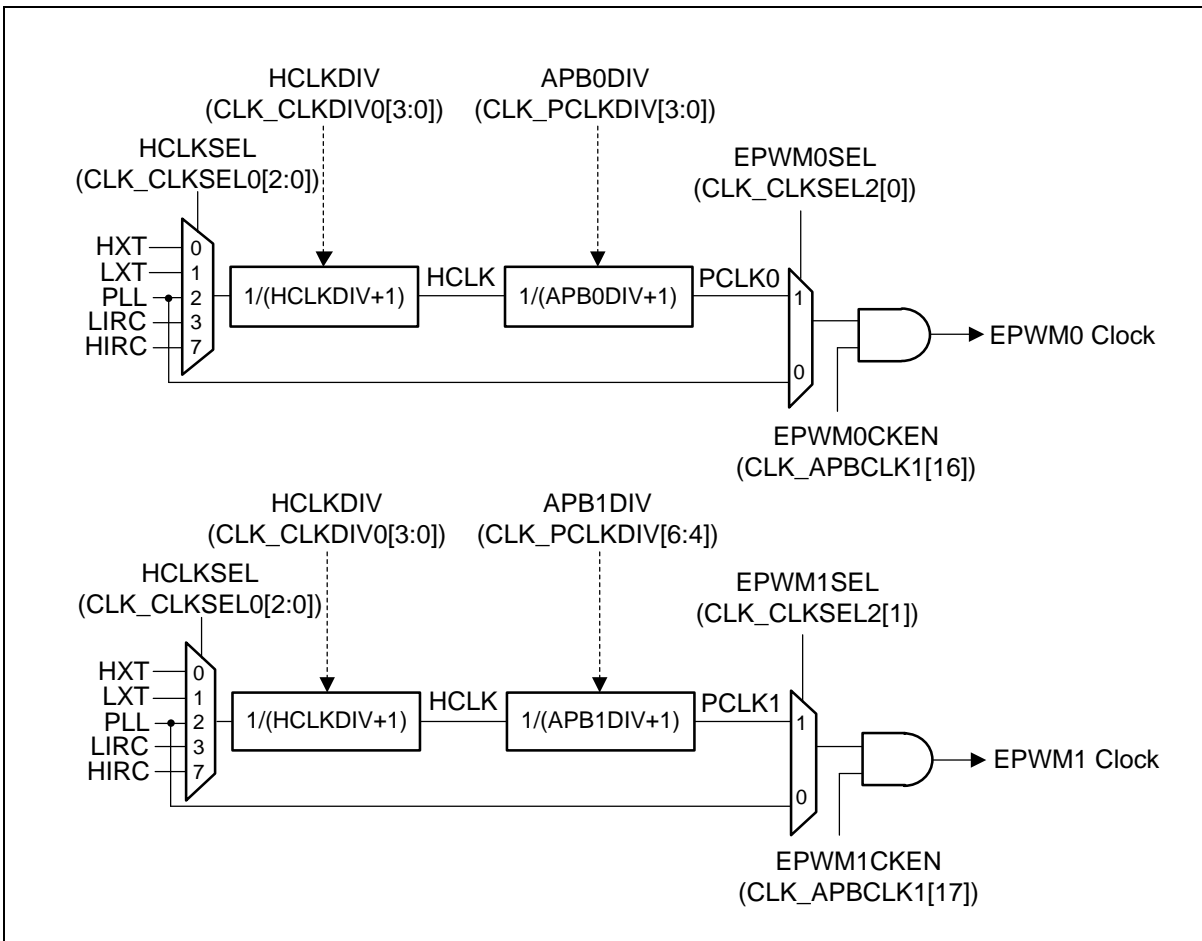 HCLKDIV
(CLK_CLKDIV0[3:0])
APB0DIV
(CLK_PCLKDIV[3:0])
HCLKSEL
(CLK_CLKSEL0[2:0])
EPWM0SEL
(CLK_CLKSEL2[0])
HXT
LXT
PLL
LIRC
HIRC
0
1
2
3
7
1/(HCLKDIV+1)
HCLK
1/(APB0DIV+1)
PCLK0
1
0
EPWM0 Clock
EPWM0CKEN
(CLK_APBCLK1[16])
HCLKDIV
(CLK_CLKDIV0[3:0])
APB1DIV
(CLK_PCLKDIV[6:4])
HCLKSEL
(CLK_CLKSEL0[2:0])
EPWM1SEL
(CLK_CLKSEL2[1])
HXT
LXT
PLL
LIRC
HIRC
0
1
2
3
7
1/(HCLKDIV+1)
HCLK
1/(APB1DIV+1)
PCLK1
1
0
EPWM1 Clock
EPWM1CKEN
(CLK_APBCLK1[17])